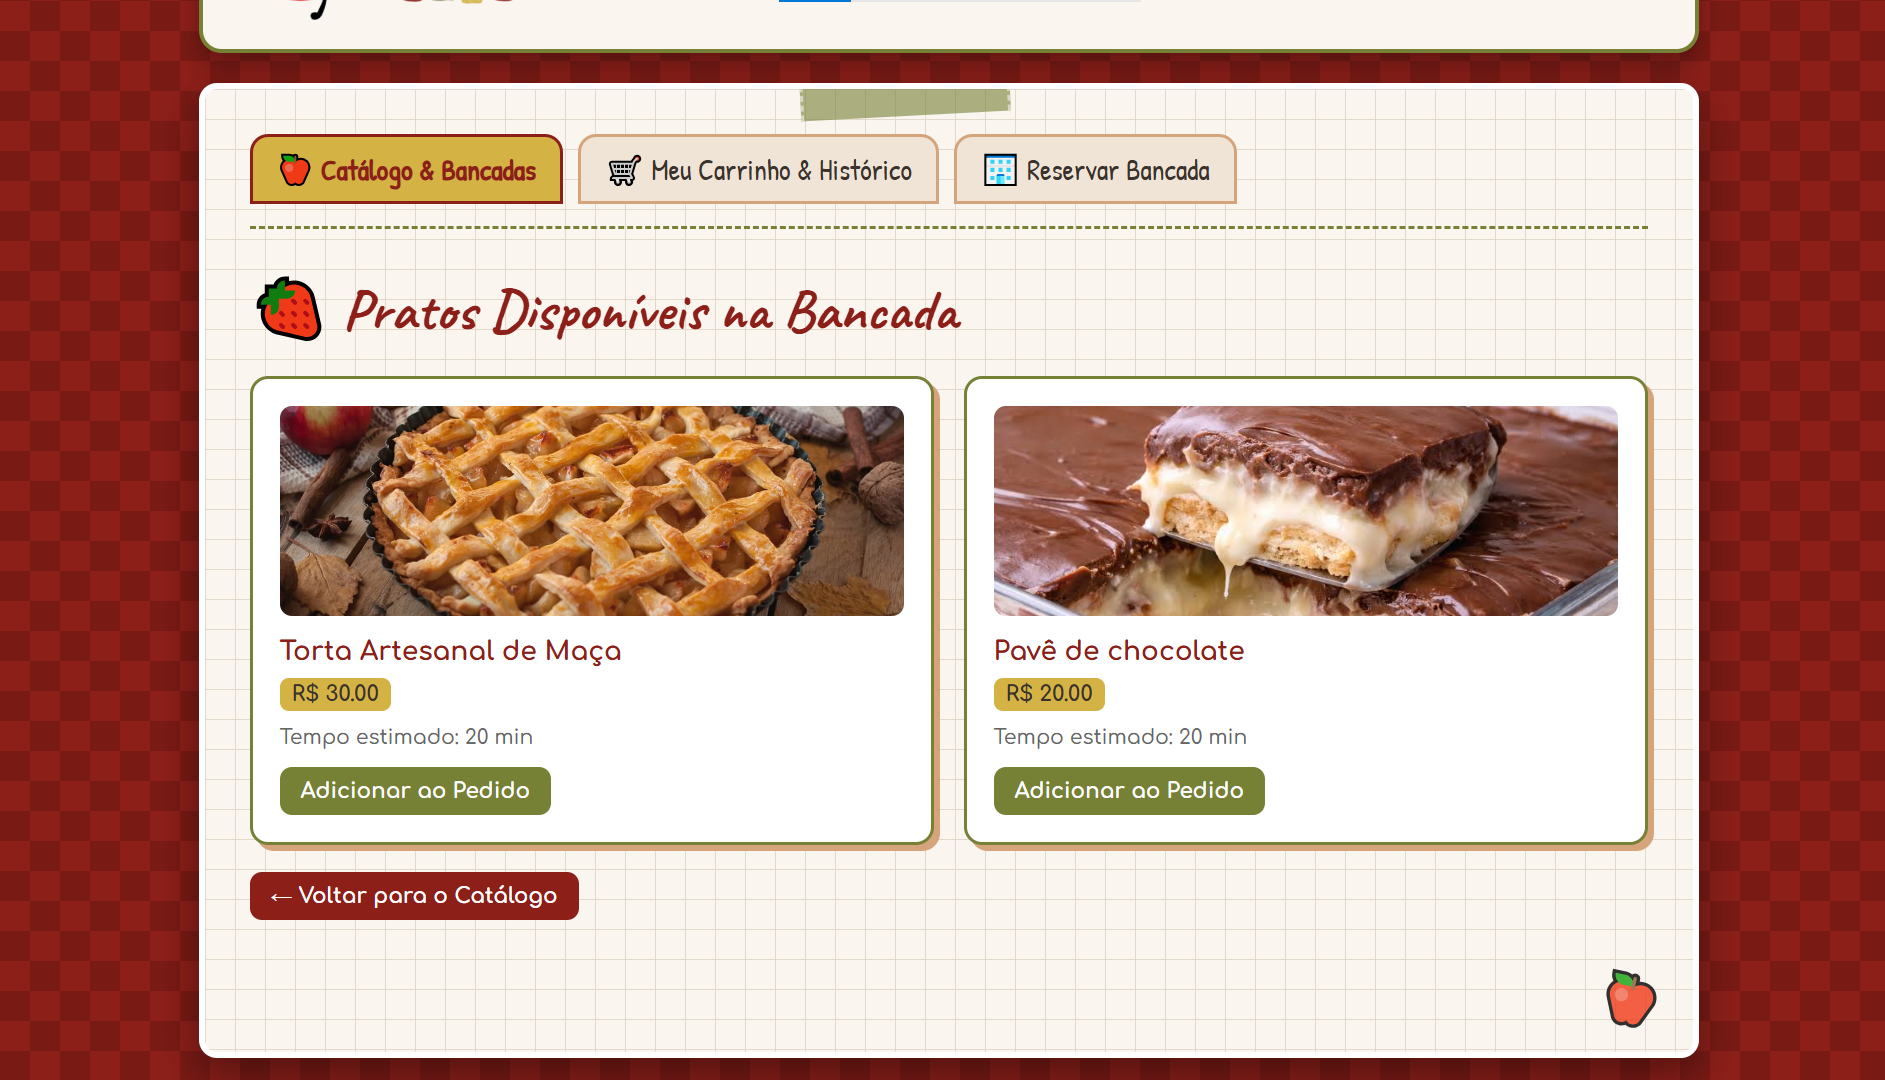 Catálogo & Bancadas
Meu Carrinho & Histórico
Reservar Bancada
Pratos Disponíveis na Bancada
Torta Artesanal de Maça
R$ 30.00
Tempo estimado: 20 min
Adicionar ao Pedido
Pavê de chocolate
R$ 20.00
Tempo estimado: 20 min
Adicionar ao Pedido
← Voltar para o Catálogo